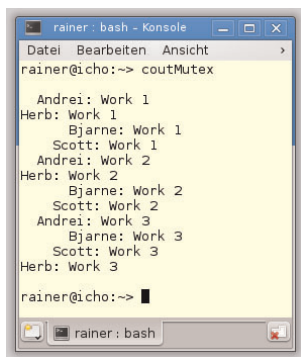 rainer : bash - Konsole
Datei Bearbeiten Ansicht >
rainer@icho:~> coutMutex
Andrei: Work 1
Herb: Work 1
Bjarne: Work 1
Scott: Work 1
Andrei: Work 2
Herb: Work 2
Bjarne: Work 2
Scott: Work 2
Andrei: Work 3
Bjarne: Work 3
Scott: Work 3
Herb: Work 3
rainer@icho:~>
rainer : bash